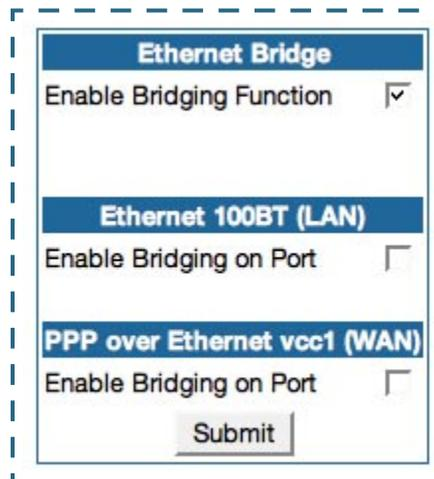 Ethernet Bridge
Enable Bridging Function
Ethernet 100BT (LAN)
Enable Bridging on Port
PPP over Ethernet vcc1 (WAN)
Enable Bridging on Port
Submit